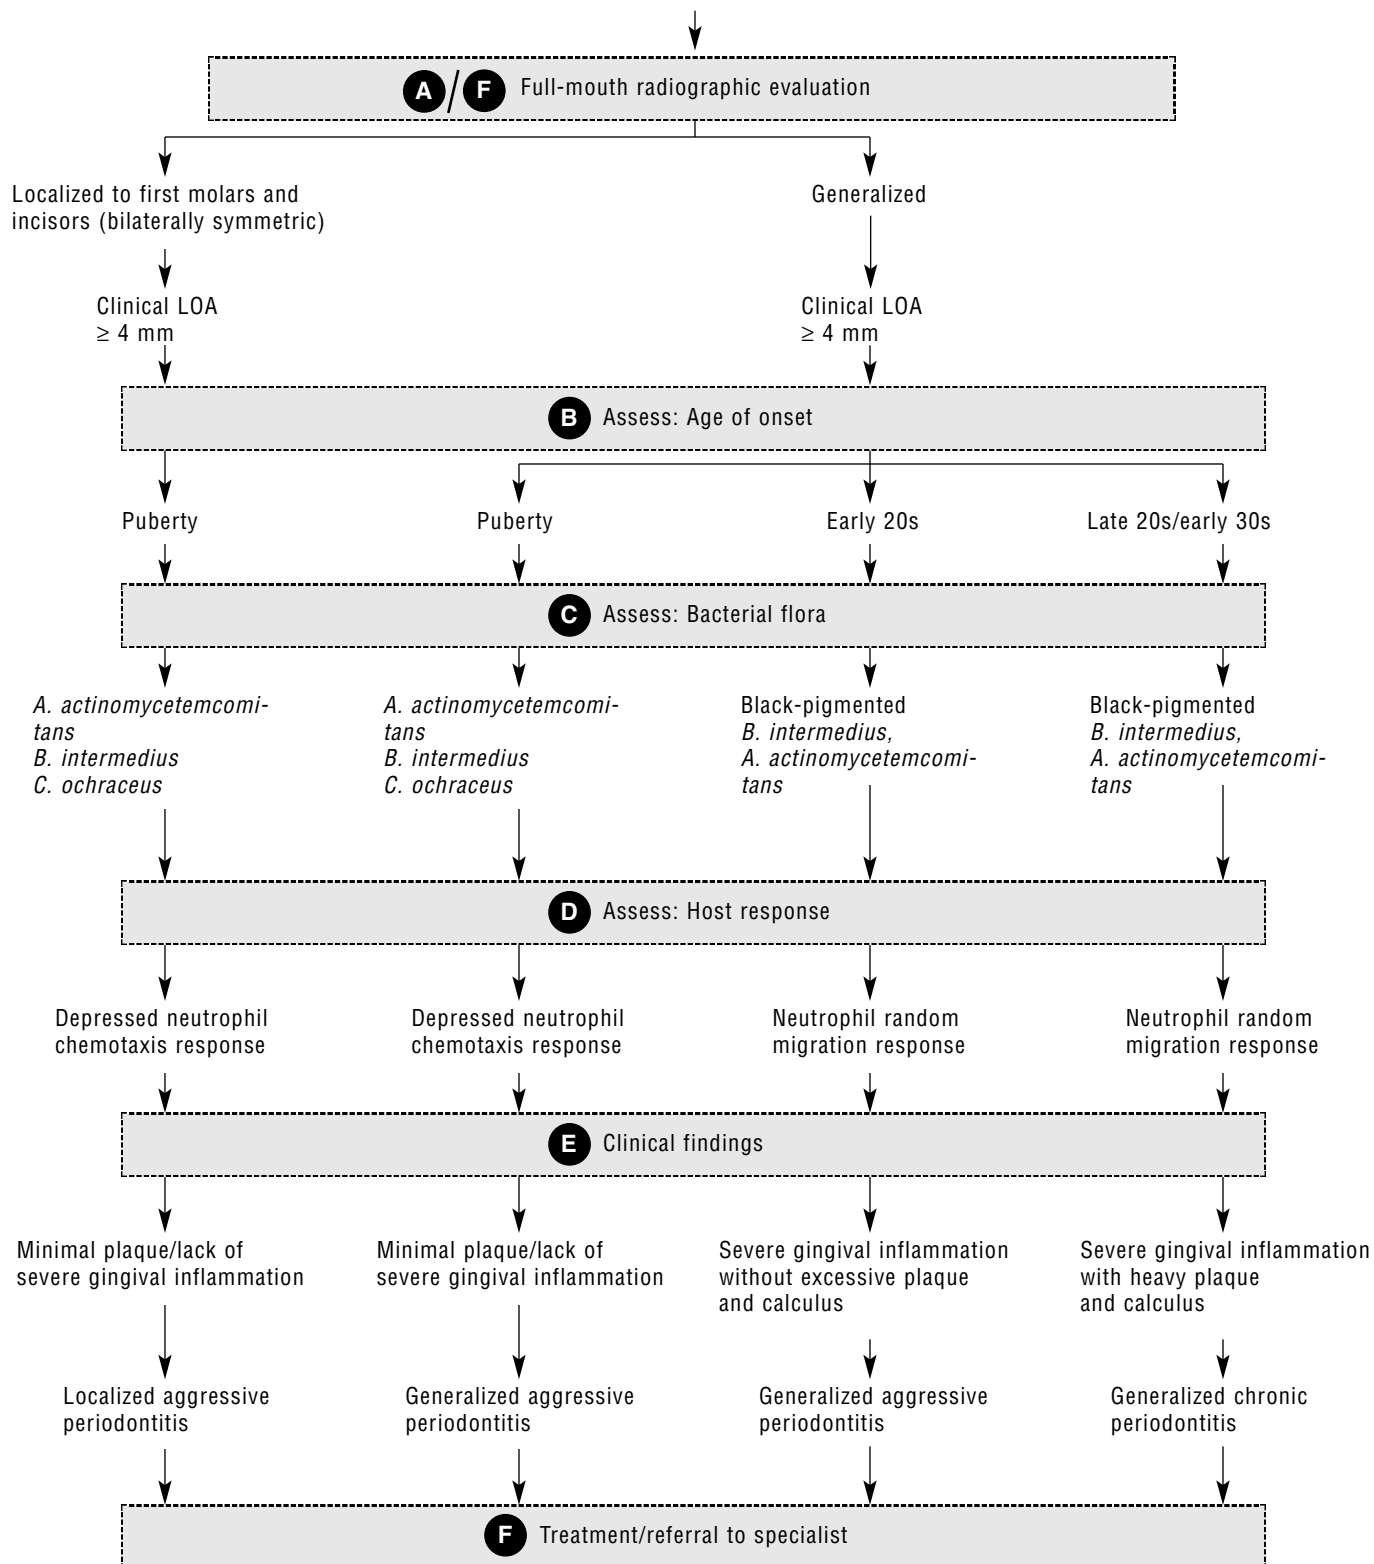 A/F Full-mouth radiographic evaluation
Localized to first molars and
incisors (bilaterally symmetric)
Generalized
Clinical LOA
≥ 4 mm
Clinical LOA
≥ 4 mm
B Assess: Age of onset
Puberty
Puberty
Early 20s
Late 20s/early 30s
C Assess: Bacterial flora
A. actinomycetemcomi-
tans
B. intermedius
C. ochraceus
A. actinomycetemcomi-
tans
B. intermedius
C. ochraceus
Black-pigmented
B. intermedius,
A. actinomycetemcomi-
tans
Black-pigmented
B. intermedius,
A. actinomycetemcomi-
tans
D Assess: Host response
Depressed neutrophil
chemotaxis response
Depressed neutrophil
chemotaxis response
Neutrophil random
migration response
Neutrophil random
migration response
E Clinical findings
Minimal plaque/lack of
severe gingival inflammation
Minimal plaque/lack of
severe gingival inflammation
Severe gingival inflammation
without excessive plaque
and calculus
Severe gingival inflammation
with heavy plaque
and calculus
Localized aggressive
periodontitis
Generalized aggressive
periodontitis
Generalized aggressive
periodontitis
Generalized chronic
periodontitis
F Treatment/referral to specialist